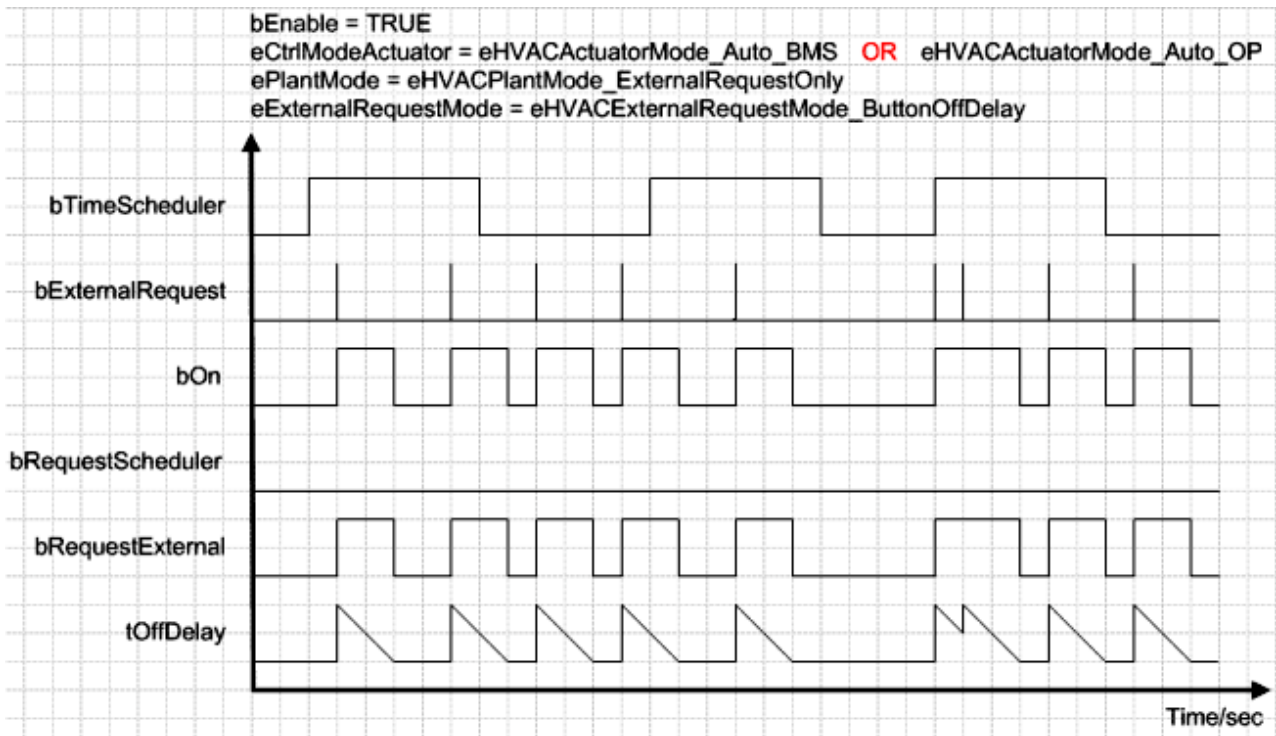 bEnable = TRUE
eCtrlModeActuator = eHVACActuatorMode_Auto_BMS OR eHVACActuatorMode_Auto_OP
ePlantMode = eHVACPlantMode_ExternalRequestOnly
eExternalRequestMode = eHVACExternalRequestMode_ButtonOffDelay
bTimeScheduler
bExternalRequest
bOn
bRequestScheduler
bRequestExternal
tOffDelay
Time/sec